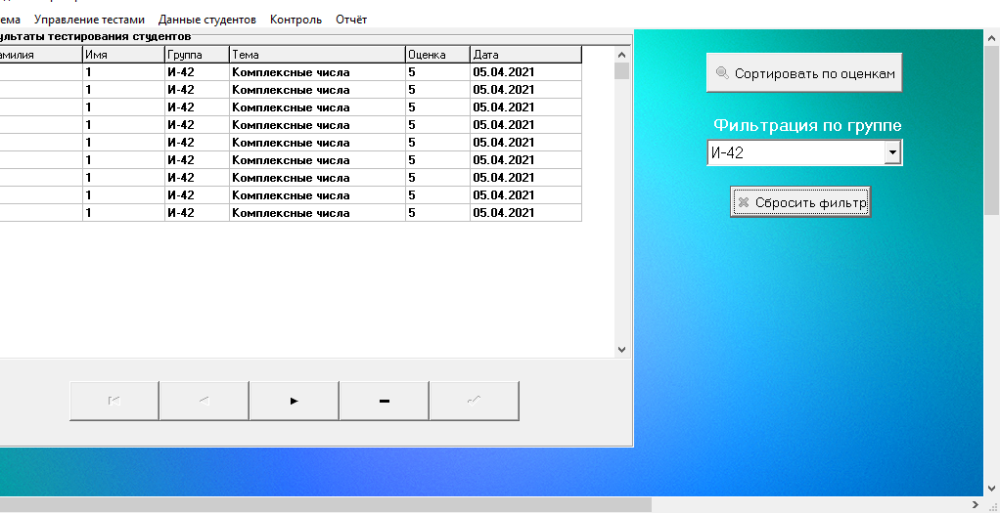 ема Управление тестами Данные студентов Контроль Отчёт
ультаты тестирования студентов
амилия Имя Группа Тема Оценка Дата
1 И-42 Комплексные числа 5 05.04.2021
1 И-42 Комплексные числа 5 05.04.2021
1 И-42 Комплексные числа 5 05.04.2021
1 И-42 Комплексные числа 5 05.04.2021
1 И-42 Комплексные числа 5 05.04.2021
1 И-42 Комплексные числа 5 05.04.2021
1 И-42 Комплексные числа 5 05.04.2021
1 И-42 Комплексные числа 5 05.04.2021
1 И-42 Комплексные числа 5 05.04.2021
Сортировать по оценкам
Фильтрация по группе
И-42
Сбросить фильтр